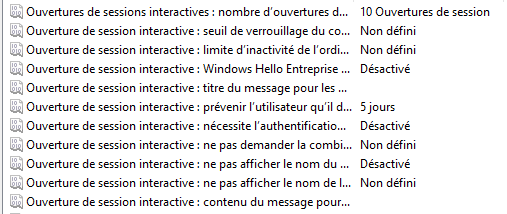 Ouvertures de sessions interactives : nombre d'ouvertures d... 10 Ouvertures de session
Ouverture de session interactive : seuil de verrouillage du co... Non défini
Ouverture de session interactive : limite d'inactivité de l'ordi... Non défini
Ouverture de session interactive : Windows Hello Entreprise ... Désactivé
Ouverture de session interactive : titre du message pour les ...
Ouverture de session interactive : prévenir l'utilisateur qu'il d... 5 jours
Ouverture de session interactive : nécessite l'authentificatio... Désactivé
Ouverture de session interactive : ne pas demander la combi... Non défini
Ouverture de session interactive : ne pas afficher le nom du ... Désactivé
Ouverture de session interactive : ne pas afficher le nom de l... Non défini
Ouverture de session interactive : contenu du message pour...